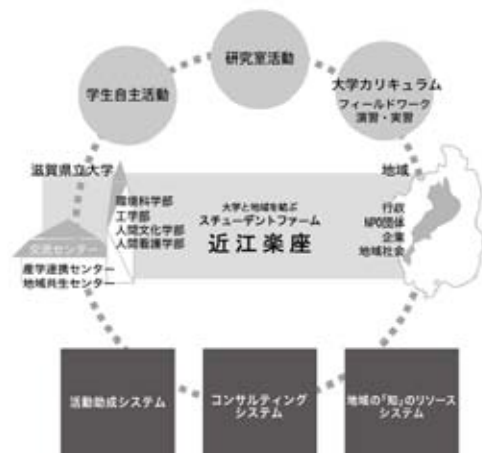 研究室活動
学生自主活動
大学カリキュラム
フィールドワーク
演習・実習
滋賀県立大学
地域
環境科学部
工学部
人間文化学部
人間看護学部
大学と地域を結ぶ
スチューデントファーム
近江楽座
行政
NPO団体
企業
地域社会
交流センター
産学連携センター
地域共生センター
活動助成システム
コンサルティング
システム
地域の「知」のリソース
システム